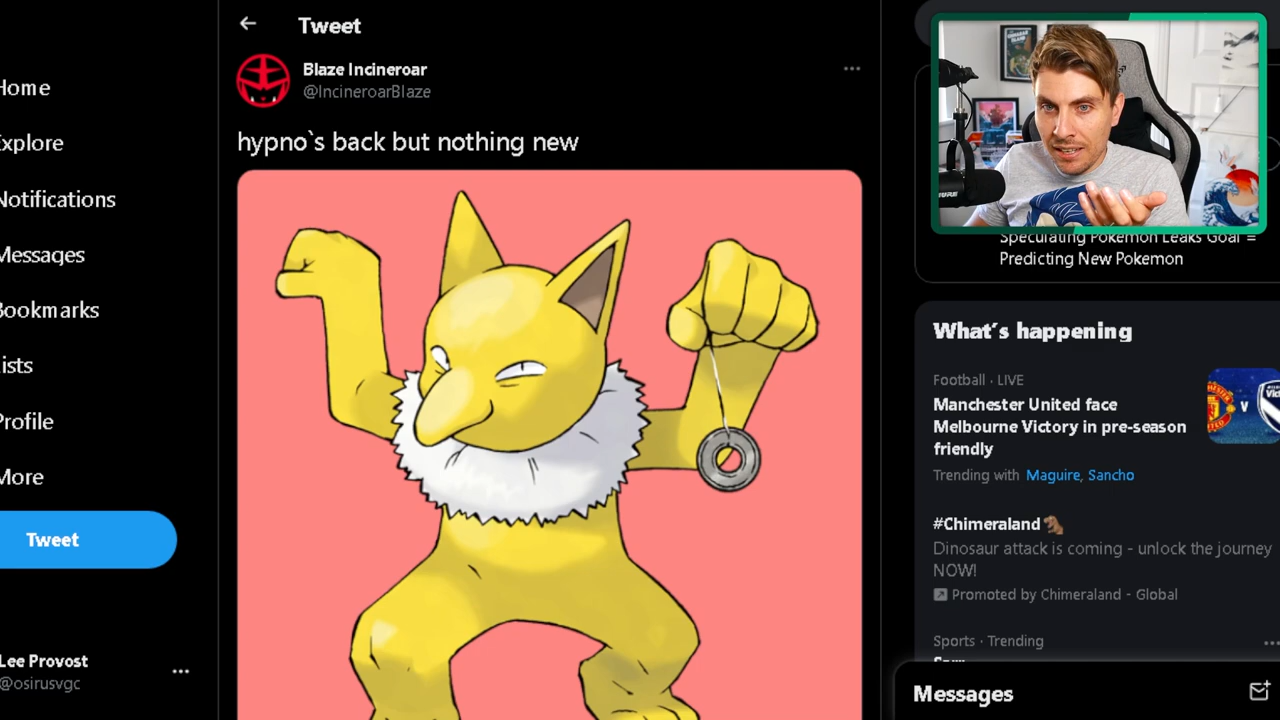 Tweet
Blaze Incineroar
@IncineroarBlaze
hypno`s back but nothing new
Home
Explore
Notifications
Messages
Bookmarks
Lists
Profile
More
Tweet
Lee Provost
@osirusvgc
Speculating Pokemon Leaks Goal =
Predicting New Pokemon
What's happening
Football · LIVE
Manchester United face
Melbourne Victory in pre-season
friendly
Trending with Maguire, Sancho
#Chimeraland
Dinosaur attack is coming - unlock the journey
NOW!
Promoted by Chimeraland - Global
Sports · Trending
Messages